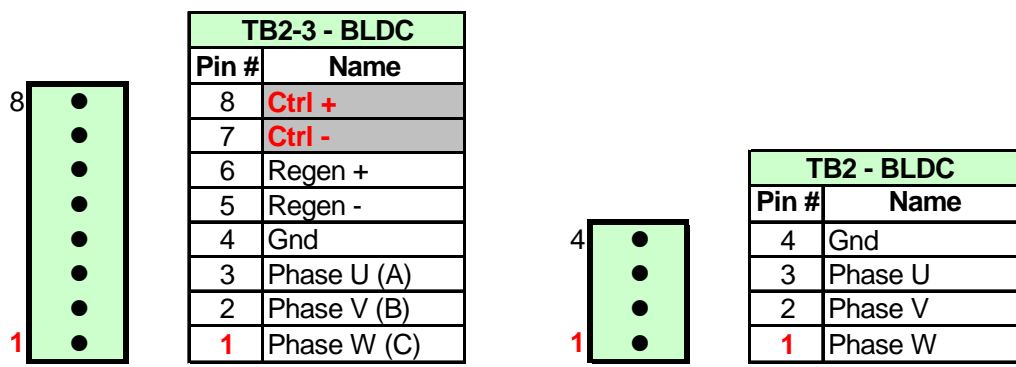 TB2-3 - BLDC
Pin # Name
8 8 Ctrl +
7 Ctrl -
6 Regen +
5 Regen -
4 Gnd
3 Phase U (A)
2 Phase V (B)
1 1 Phase W (C)
TB2 - BLDC
Pin # Name
4 4 Gnd
3 Phase U
2 Phase V
1 1 Phase W